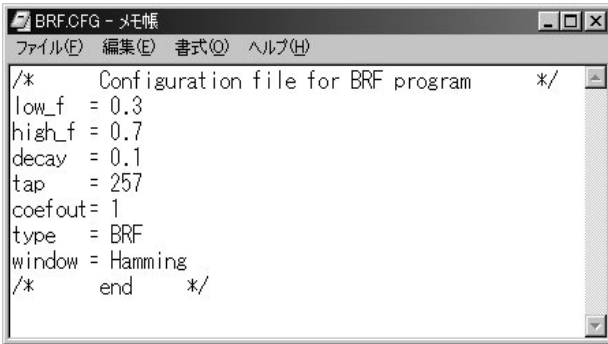 BRF.CFG - メモ帳
ファイル(F) 編集(E) 書式(O) ヘルプ(H)
/* Configuration file for BRF program */
low_f = 0.3
high_f = 0.7
decay = 0.1
tap = 257
coefout= 1
type = BRF
window = Hamming
/* end */